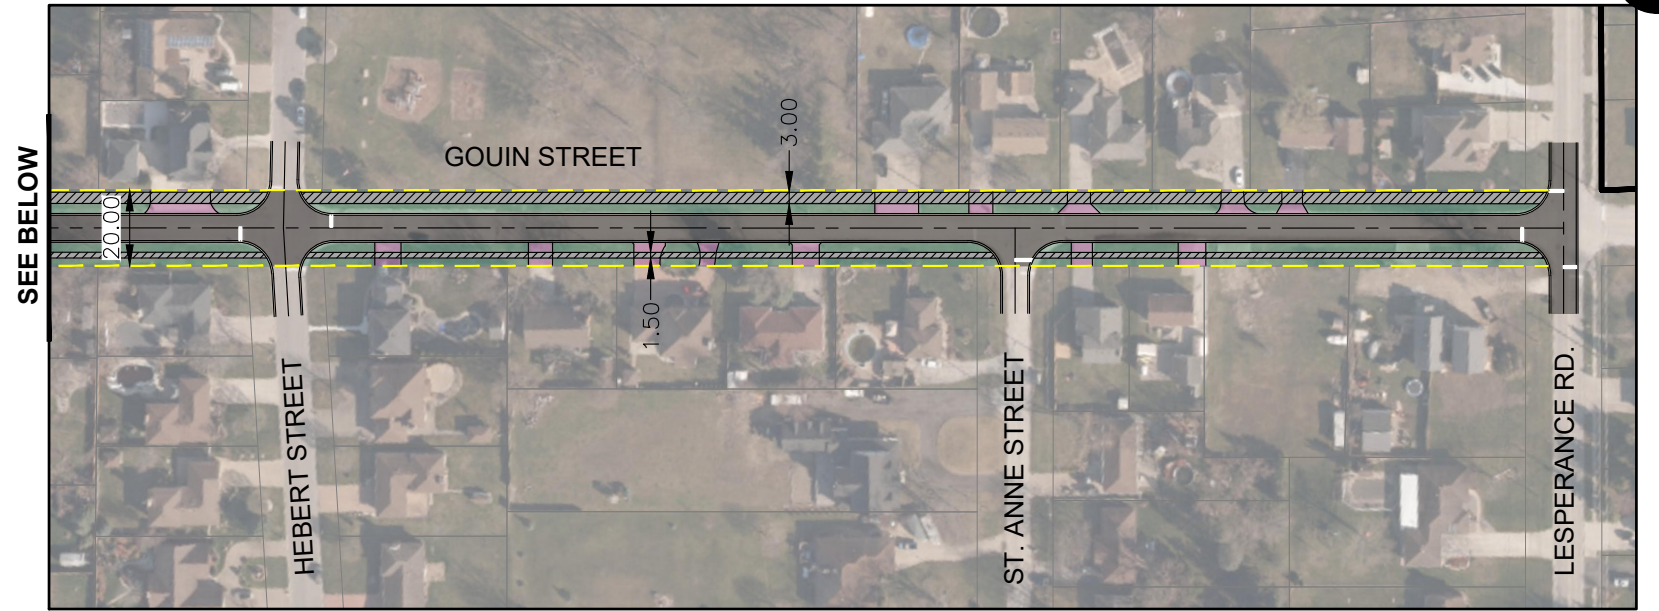 GOUIN STREET
3.00
SEE BELOW
20.00
1.50
HEBERT STREET
ST. ANNE STREET
LESPERANCE RD.